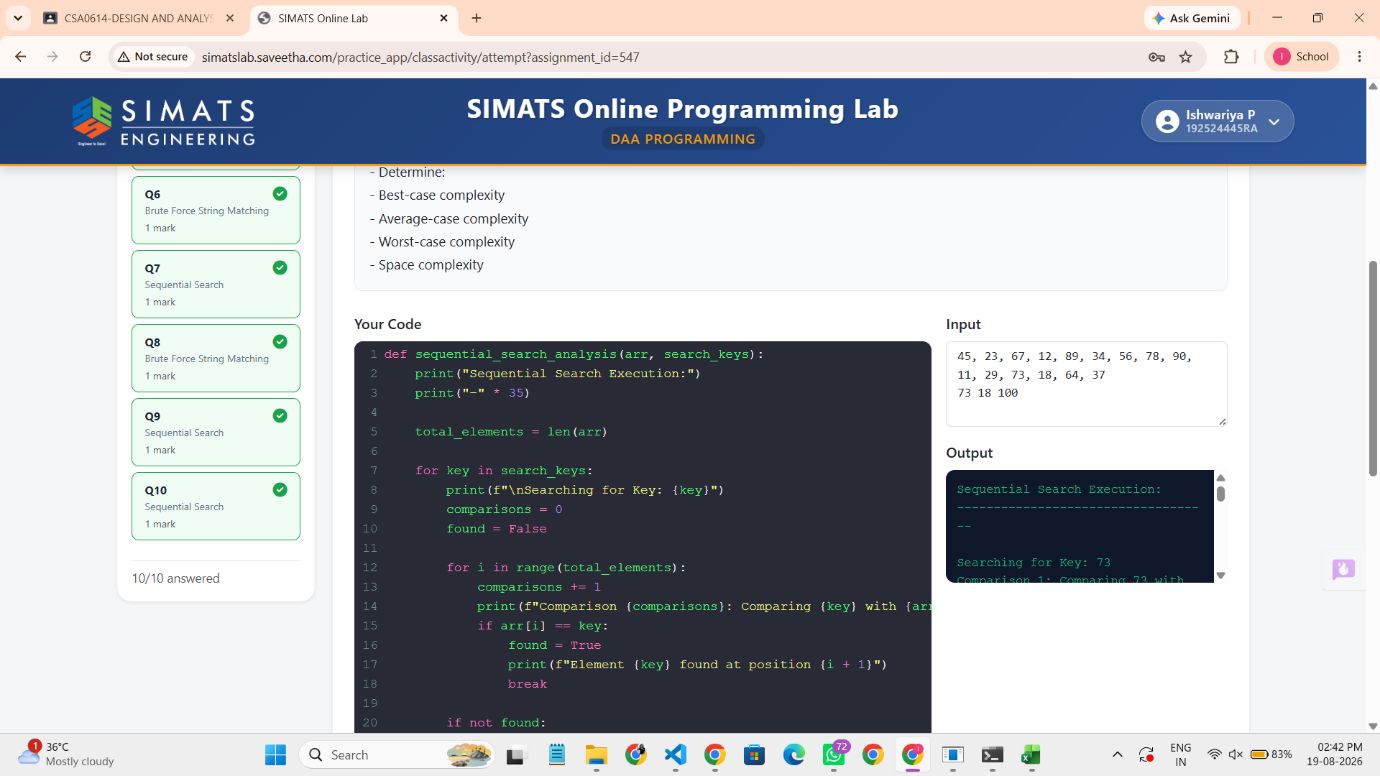 CSA0614-DESIGN AND ANALYS
SIMATS Online Lab
Ask Gemini
Not secure
simatslab.saveetha.com/practice_app/classactivity/attempt?assignment_id=547
School
SIMATS
ENGINEERING
SIMATS Online Programming Lab
DAA PROGRAMMING
Ishwariya P
192524445RA
Q6
Brute Force String Matching
1 mark
Q7
Sequential Search
1 mark
Q8
Brute Force String Matching
1 mark
Q9
Sequential Search
1 mark
Q10
Sequential Search
1 mark
10/10 answered
- Determine:
- Best-case complexity
- Average-case complexity
- Worst-case complexity
- Space complexity
Your Code
1 def sequential_search_analysis(arr, search_keys):
2     print("Sequential Search Execution:")
3     print("-" * 35)
4
5     total_elements = len(arr)
6
7     for key in search_keys:
8         print(f"\nSearching for Key: {key}")
9         comparisons = 0
10         found = False
11
12         for i in range(total_elements):
13             comparisons += 1
14             print(f"Comparison {comparisons}: Comparing {key} with {arr
15             if arr[i] == key:
16                 found = True
17                 print(f"Element {key} found at position {i + 1}")
18                 break
19
20         if not found:
Input
45, 23, 67, 12, 89, 34, 56, 78, 90,
11, 29, 73, 18, 64, 37
73 18 100
Output
Sequential Search Execution:
---------------------------------
--
Searching for Key: 73
Comparison 1: Comparing 73 with
1
36°C
Mostly cloudy
Search
72
ENG
IN
83%
02:42 PM
19-08-2026